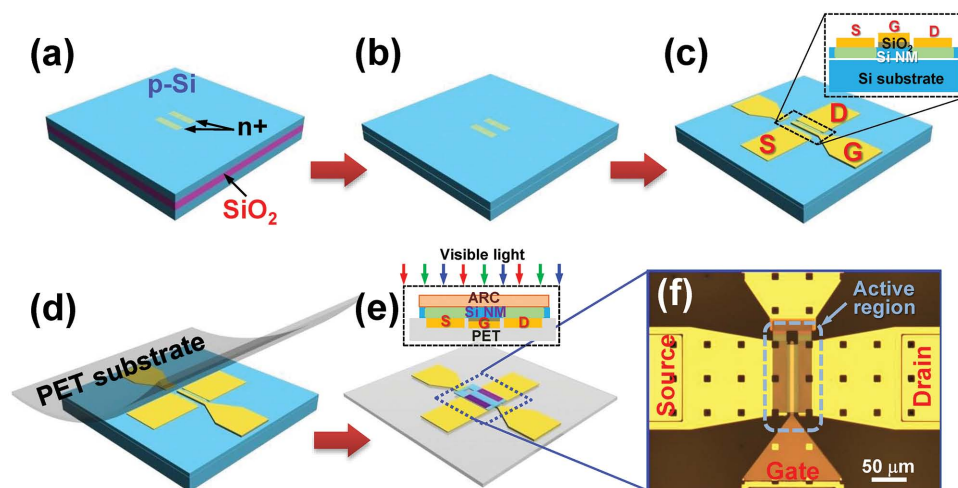 (a)
p-Si
n+
SiO₂
(b)
(c)
S G D
SiO₂
Si NM
Si substrate
D
S
G
(d)
PET substrate
(e)
Visible light
ARC
Si NM
S G D
PET
(f)
Active
region
Source
Drain
Gate
50 μm